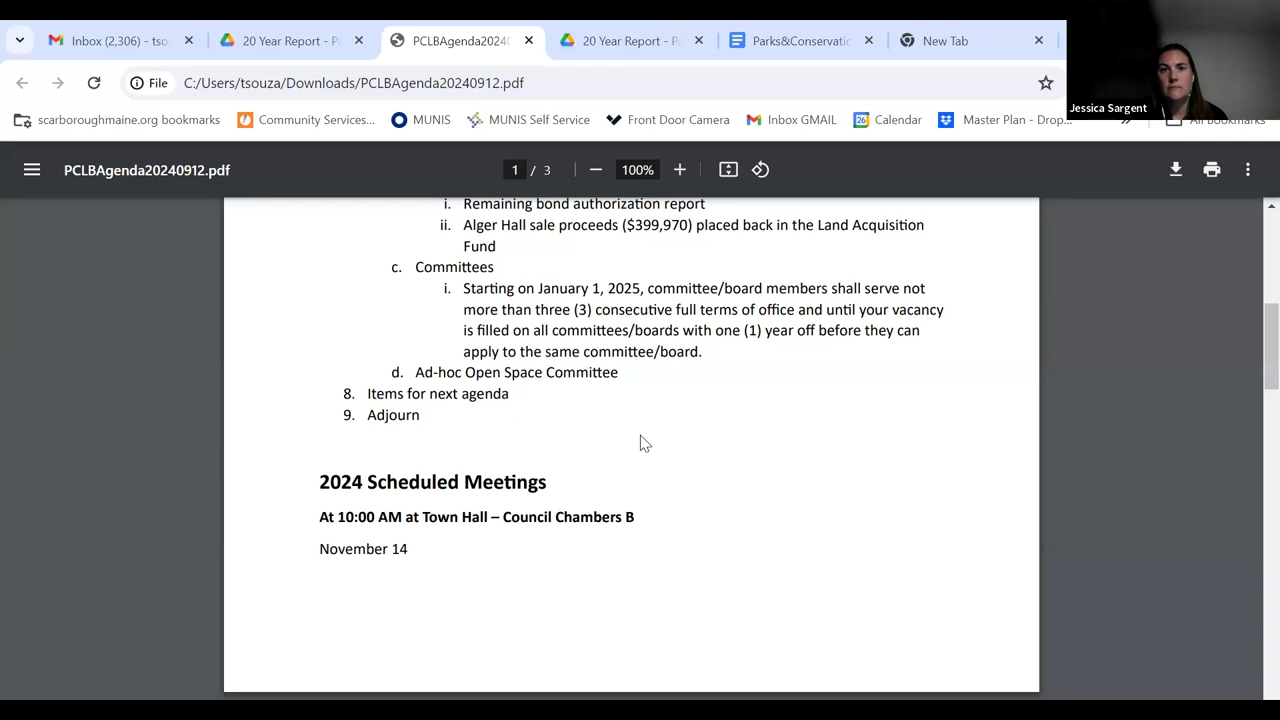 Inbox (2,306) - tso
20 Year Report - P
PCLBAgenda2024
20 Year Report - P
Parks&Conservati
New Tab
File
C:/Users/tsouza/Downloads/PCLBAgenda20240912.pdf
scarboroughmaine.org bookmarks
Community Services...
MUNIS
MUNIS Self Service
Front Door Camera
Inbox GMAIL
26
Calendar
Master Plan - Drop...
All Bookmarks
Jessica Sargent
PCLBAgenda20240912.pdf
1 / 3
100%
i. Remaining bond authorization report
ii. Alger Hall sale proceeds ($399,970) placed back in the Land Acquisition
Fund
c. Committees
i. Starting on January 1, 2025, committee/board members shall serve not
more than three (3) consecutive full terms of office and until your vacancy
is filled on all committees/boards with one (1) year off before they can
apply to the same committee/board.
d. Ad-hoc Open Space Committee
8. Items for next agenda
9. Adjourn
2024 Scheduled Meetings
At 10:00 AM at Town Hall – Council Chambers B
November 14